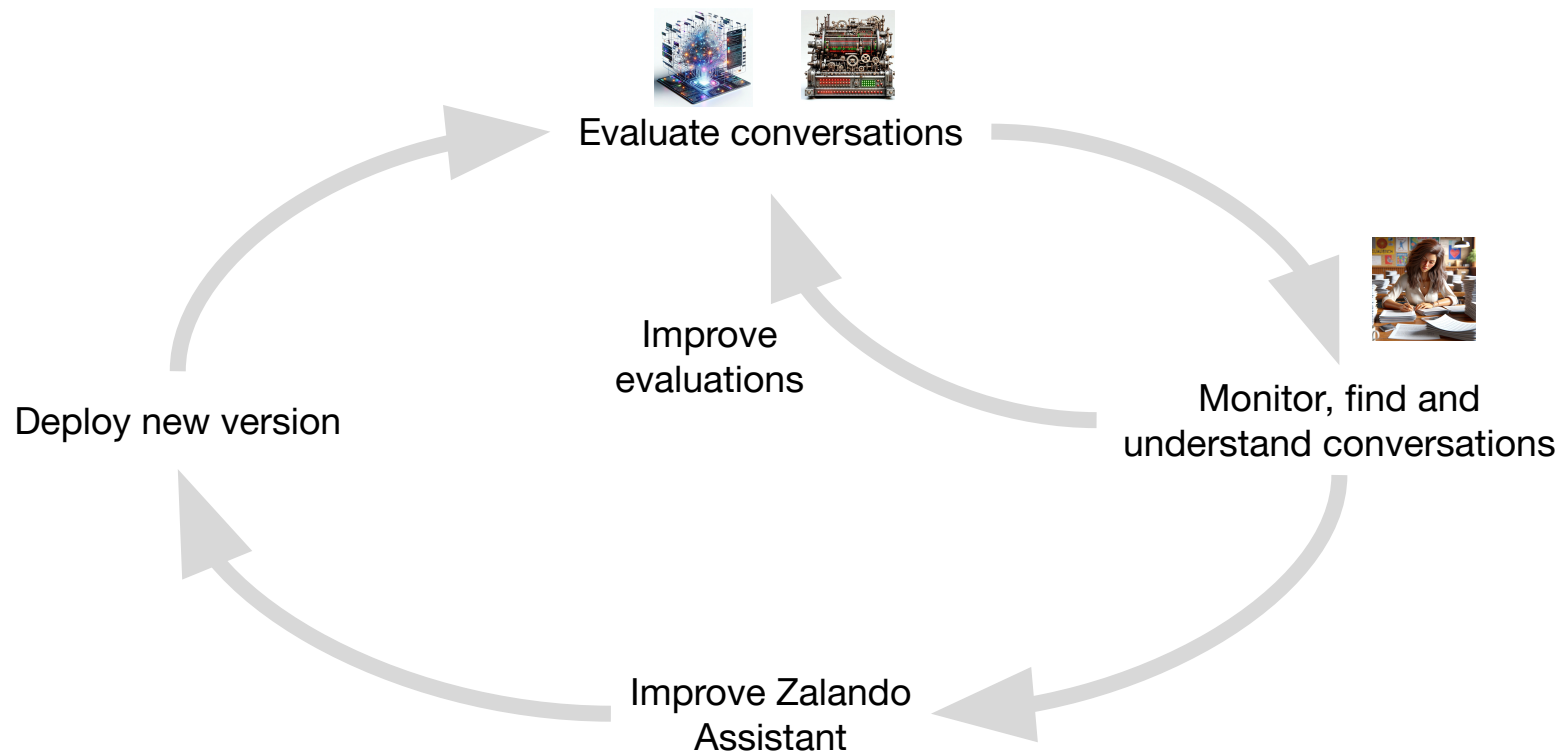 Evaluate conversations
Improve
evaluations
Monitor, find and
understand conversations
Deploy new version
Improve Zalando
Assistant